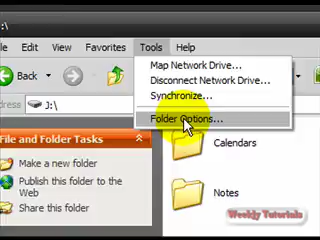 :\
Edit View Favorites Tools Help
Map Network Drive...
Disconnect Network Drive...
Synchronize...
Folder Options...
Back
dress J:\
File and Folder Tasks
Make a new folder
Publish this folder to the
Web
Share this folder
Calendars
Notes
Weekly Tutorials